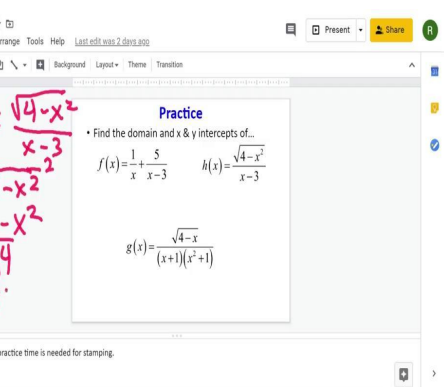 rrange Tools Help Last edit was 2 days ago
Present
Share
R
Background Layout Theme Transition
Practice
• Find the domain and x & y intercepts of...
f(x)=1/x+5/(x−3) h(x)=√(4−x²)/(x−3)
g(x)=√(4−x)/((x+1)(x²+1))
√(4-x²)
x-3
-x²
-x²
4
ractice time is needed for stamping.